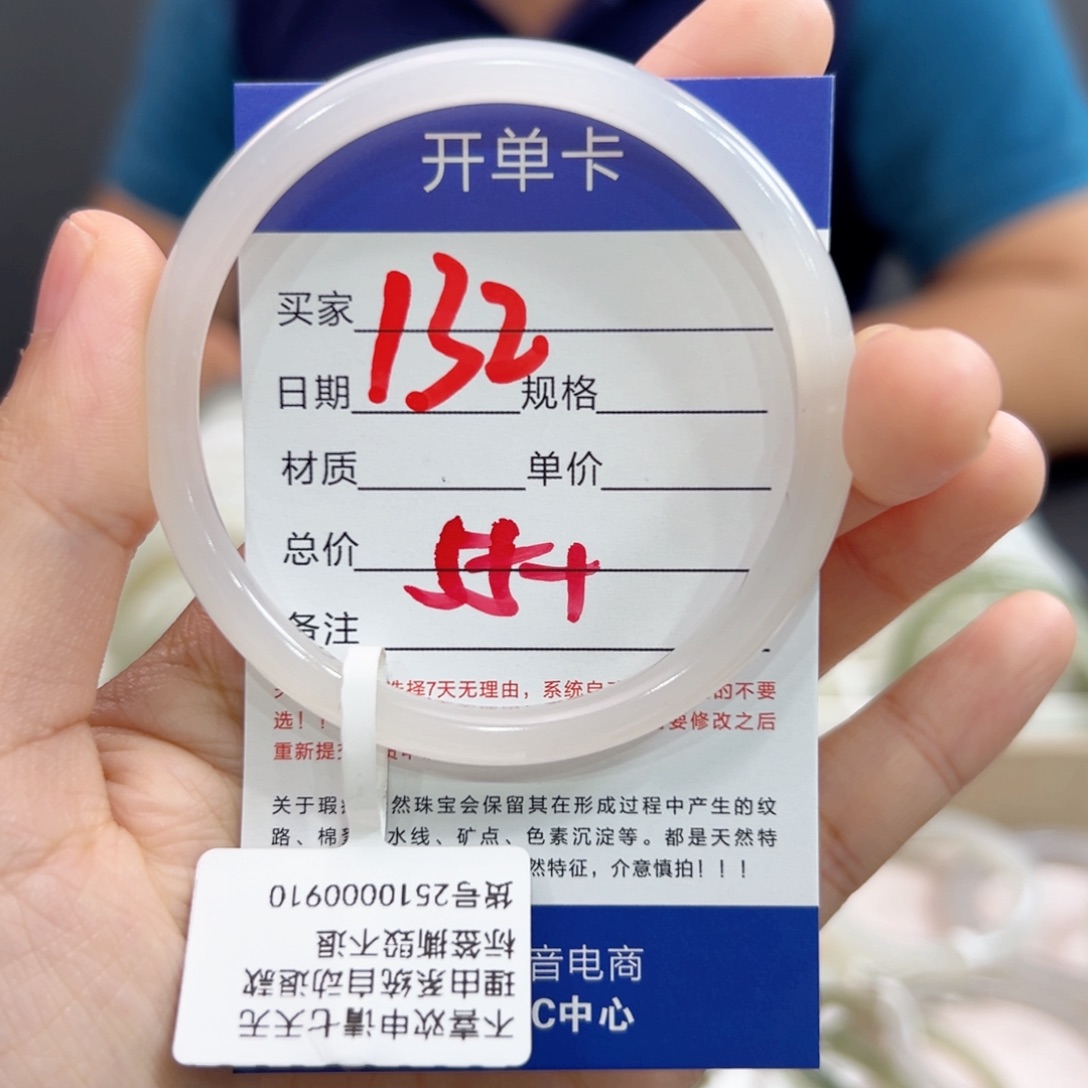 开单卡
买家 132
日期 规格
材质 单价
总价
备注
选择7天无理由，系统自 的不要
选！！ 要修改之后
重新提
关于瑕 然珠宝会保留其在形成过程中产生的纹
路、棉 水线、矿点、色素沉淀等。都是天然特
然特征，介意慎拍！！！
音电商
C中心
不喜欢申请七天无
理由系统自动退款
标签撕毁不退
货号2510000910